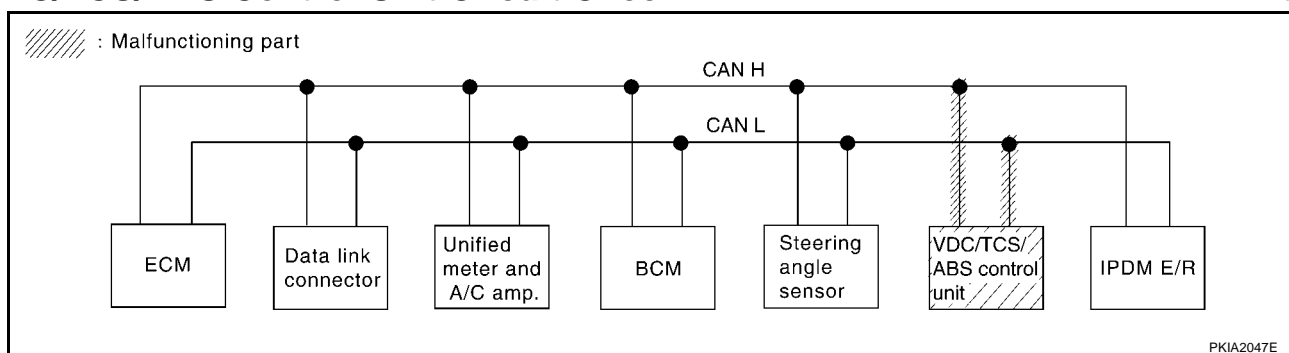 : Malfunctioning part
CAN H
CAN L
ECM
Data link
connector
Unified
meter and
A/C amp.
BCM
Steering
angle
sensor
VDC/TCS/
ABS control
unit
IPDM E/R
PKIA2047E